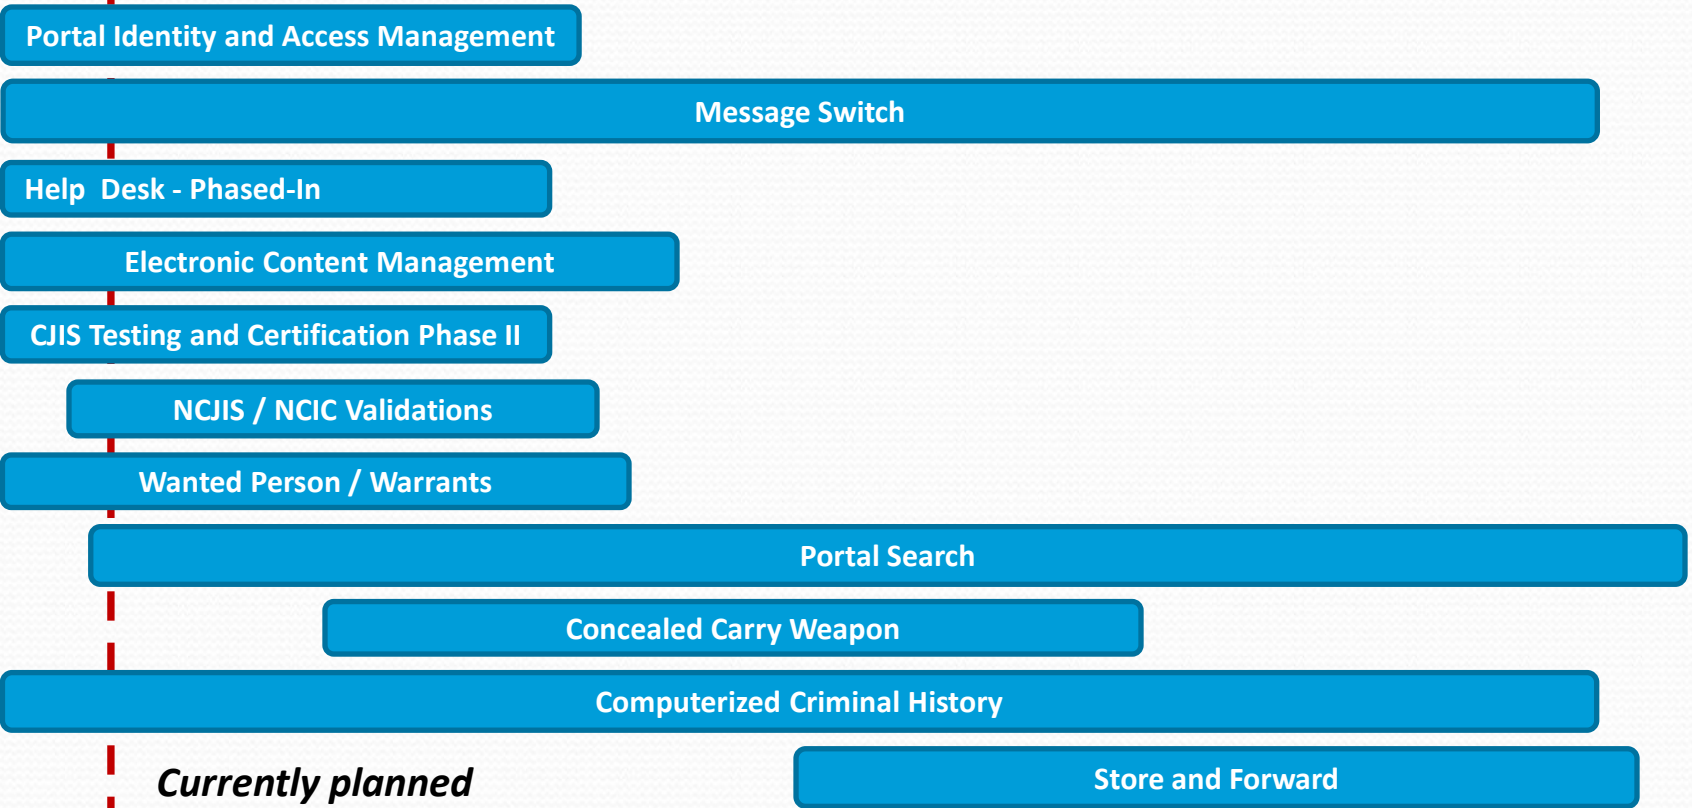 Portal Identity and Access Management
Message Switch
Help  Desk - Phased-In
Electronic Content Management
CJIS Testing and Certification Phase II
NCJIS / NCIC Validations
Wanted Person / Warrants
Portal Search
Concealed Carry Weapon
Computerized Criminal History
Currently planned
Store and Forward